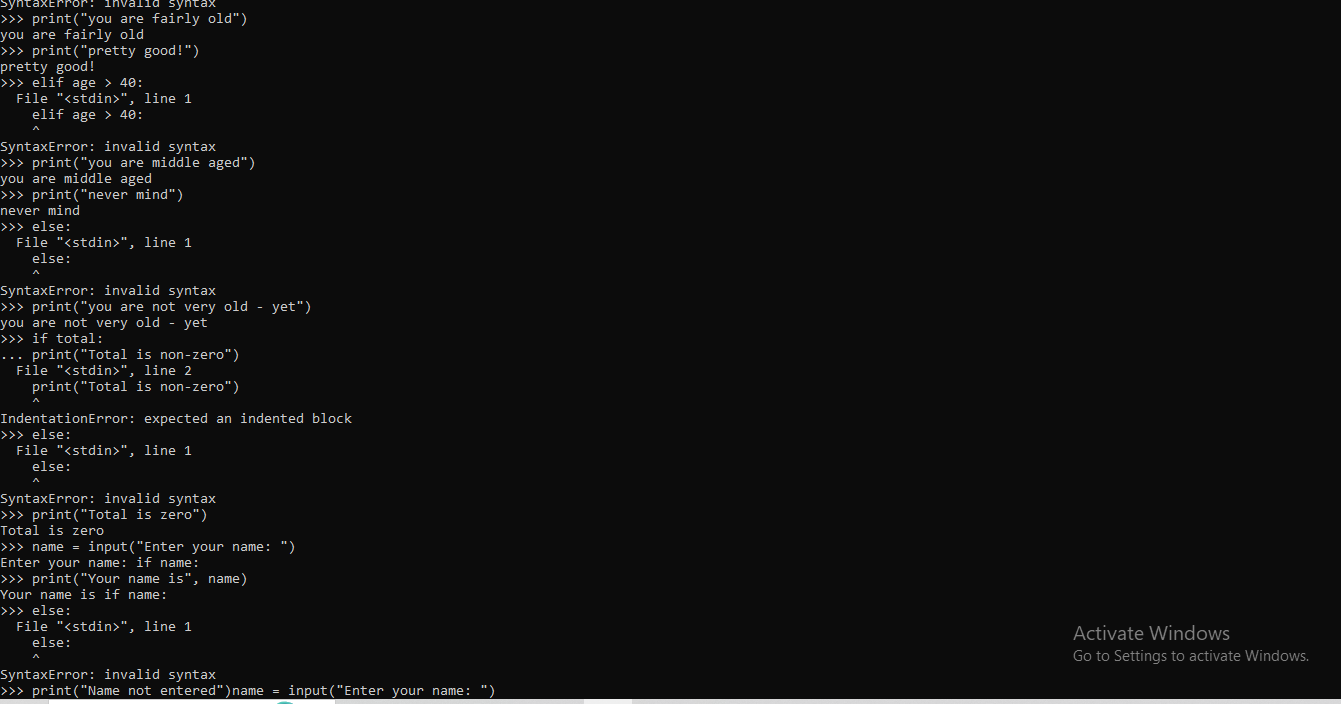 SyntaxError: invalid syntax
>>> print("you are fairly old")
you are fairly old
>>> print("pretty good!")
pretty good!
>>> elif age > 40:
  File "<stdin>", line 1
    elif age > 40:
    ^
SyntaxError: invalid syntax
>>> print("you are middle aged")
you are middle aged
>>> print("never mind")
never mind
>>> else:
  File "<stdin>", line 1
    else:
    ^
SyntaxError: invalid syntax
>>> print("you are not very old - yet")
you are not very old - yet
>>> if total:
... print("Total is non-zero")
  File "<stdin>", line 2
    print("Total is non-zero")
    ^
IndentationError: expected an indented block
>>> else:
  File "<stdin>", line 1
    else:
    ^
SyntaxError: invalid syntax
>>> print("Total is zero")
Total is zero
>>> name = input("Enter your name: ")
Enter your name: if name:
>>> print("Your name is", name)
Your name is if name:
>>> else:
  File "<stdin>", line 1
    else:
    ^
SyntaxError: invalid syntax
>>> print("Name not entered")name = input("Enter your name: ")
Activate Windows
Go to Settings to activate Windows.